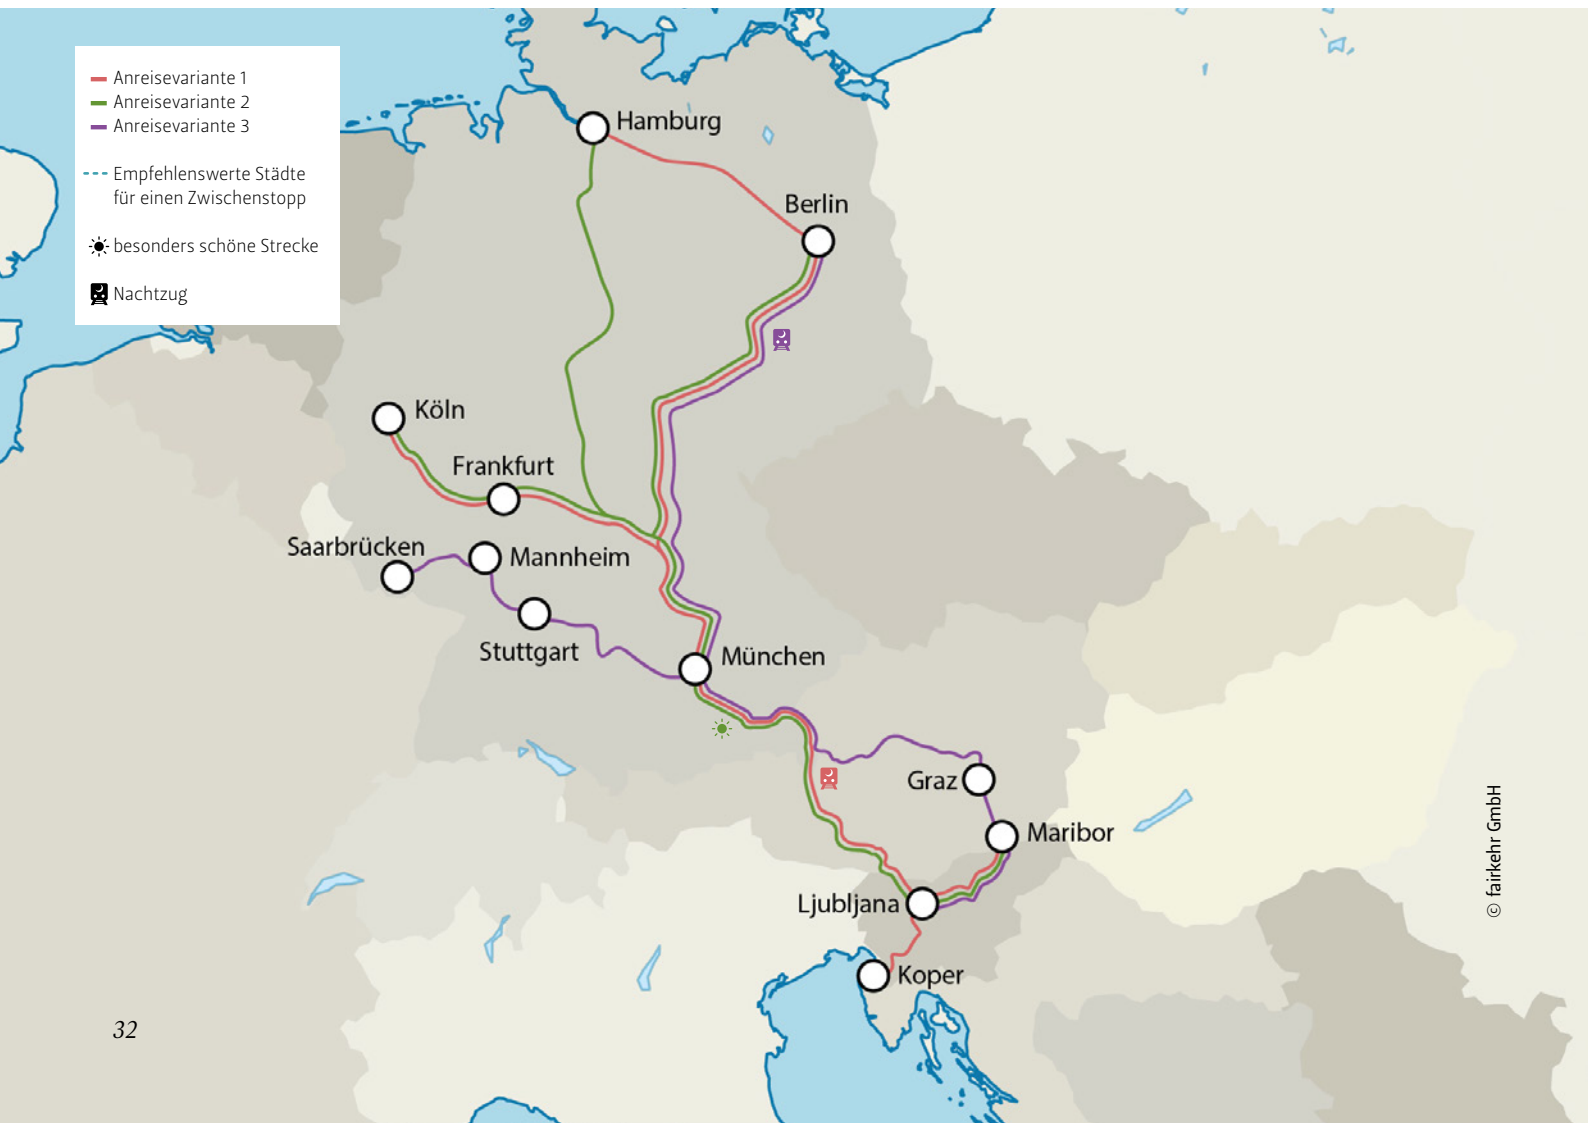 Anreisevariante 1
Anreisevariante 2
Anreisevariante 3
Empfehlenswerte Städte
für einen Zwischenstopp
besonders schöne Strecke
Nachtzug
Hamburg
Berlin
Köln
Frankfurt
Saarbrücken
Mannheim
Stuttgart
München
Graz
Maribor
Ljubljana
Koper
© fairkehr GmbH
32